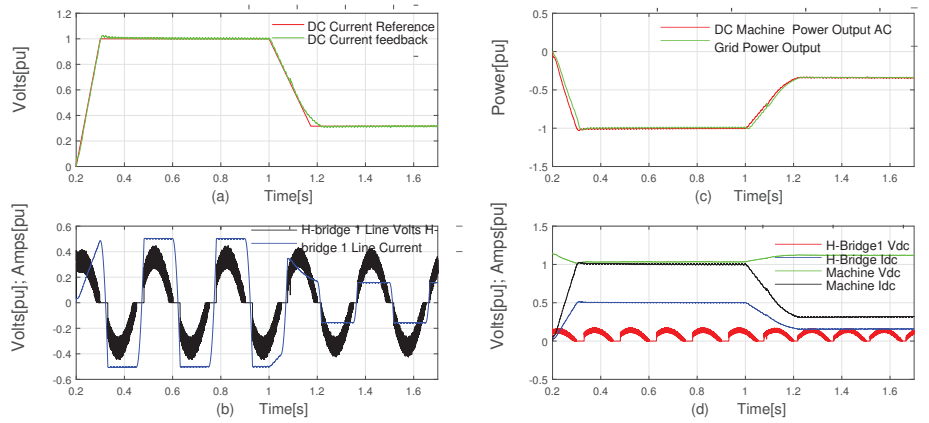 DC Current Reference
DC Current feedback
Volts[pu]
1.2
1
0.8
0.6
0.4
0.2
0
0.2 0.4 0.6 0.8 1 1.2 1.4 1.6
Time[s]
(a)
DC Machine Power Output AC
Grid Power Output
Power[pu]
0.5
0
-0.5
-1
-1.5
0.2 0.4 0.6 0.8 1 1.2 1.4 1.6
Time[s]
(c)
H-bridge 1 Line Volts H-
bridge 1 Line Current
Volts[pu]; Amps[pu]
0.6
0.4
0.2
0
-0.2
-0.4
-0.6
0.2 0.4 0.6 0.8 1 1.2 1.4 1.6
(b) Time[s]
H-Bridge1 Vdc
H-Bridge Idc
Machine Vdc
Machine Idc
Volts[pu]; Amps[pu]
1.5
1
0.5
0
-0.5
0.2 0.4 0.6 0.8 1 1.2 1.4 1.6
(d) Time[s]